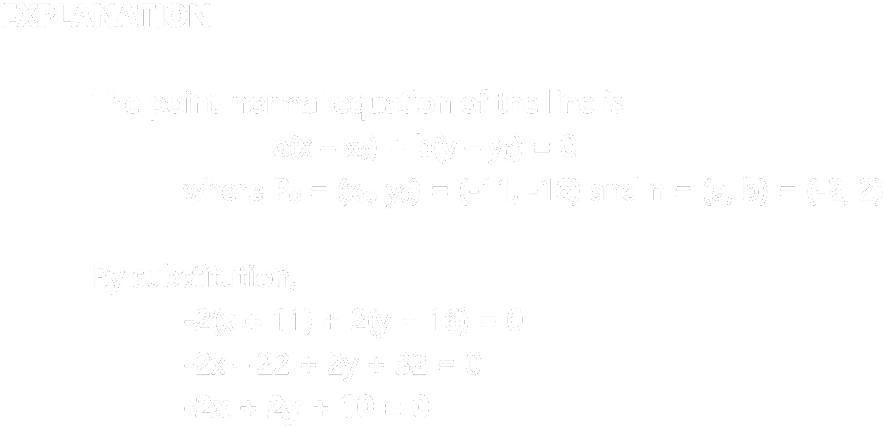 EXPLANATION
The point-normal equation of the line is
a(x − x₀) + b(y − y₀) = 0
where P₀ = (x₀, y₀) = (-11, -16) and n = (a, b) = (-2, 2)
By substitution,
-2(x + 11) + 2(y + 16) = 0
-2x - 22 + 2y + 32 = 0
-2x + 2y + 10 = 0